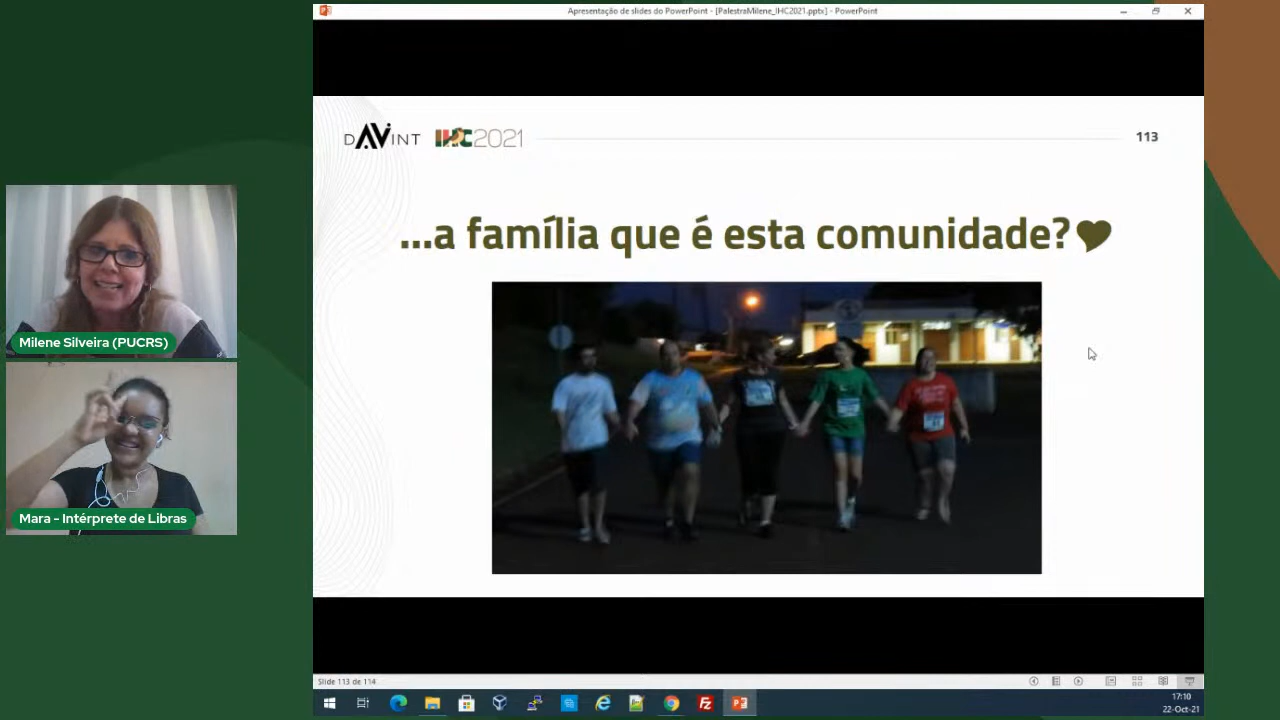 Apresentação de slides do PowerPoint - [PalestraMilene_IHC2021.pptx] - PowerPoint
DAVINT
IHC2021
113
...a família que é esta comunidade?
Milene Silveira (PUCRS)
Mara - Intérprete de Libras
Slide 113 de 114
17:10
22-Oct-21